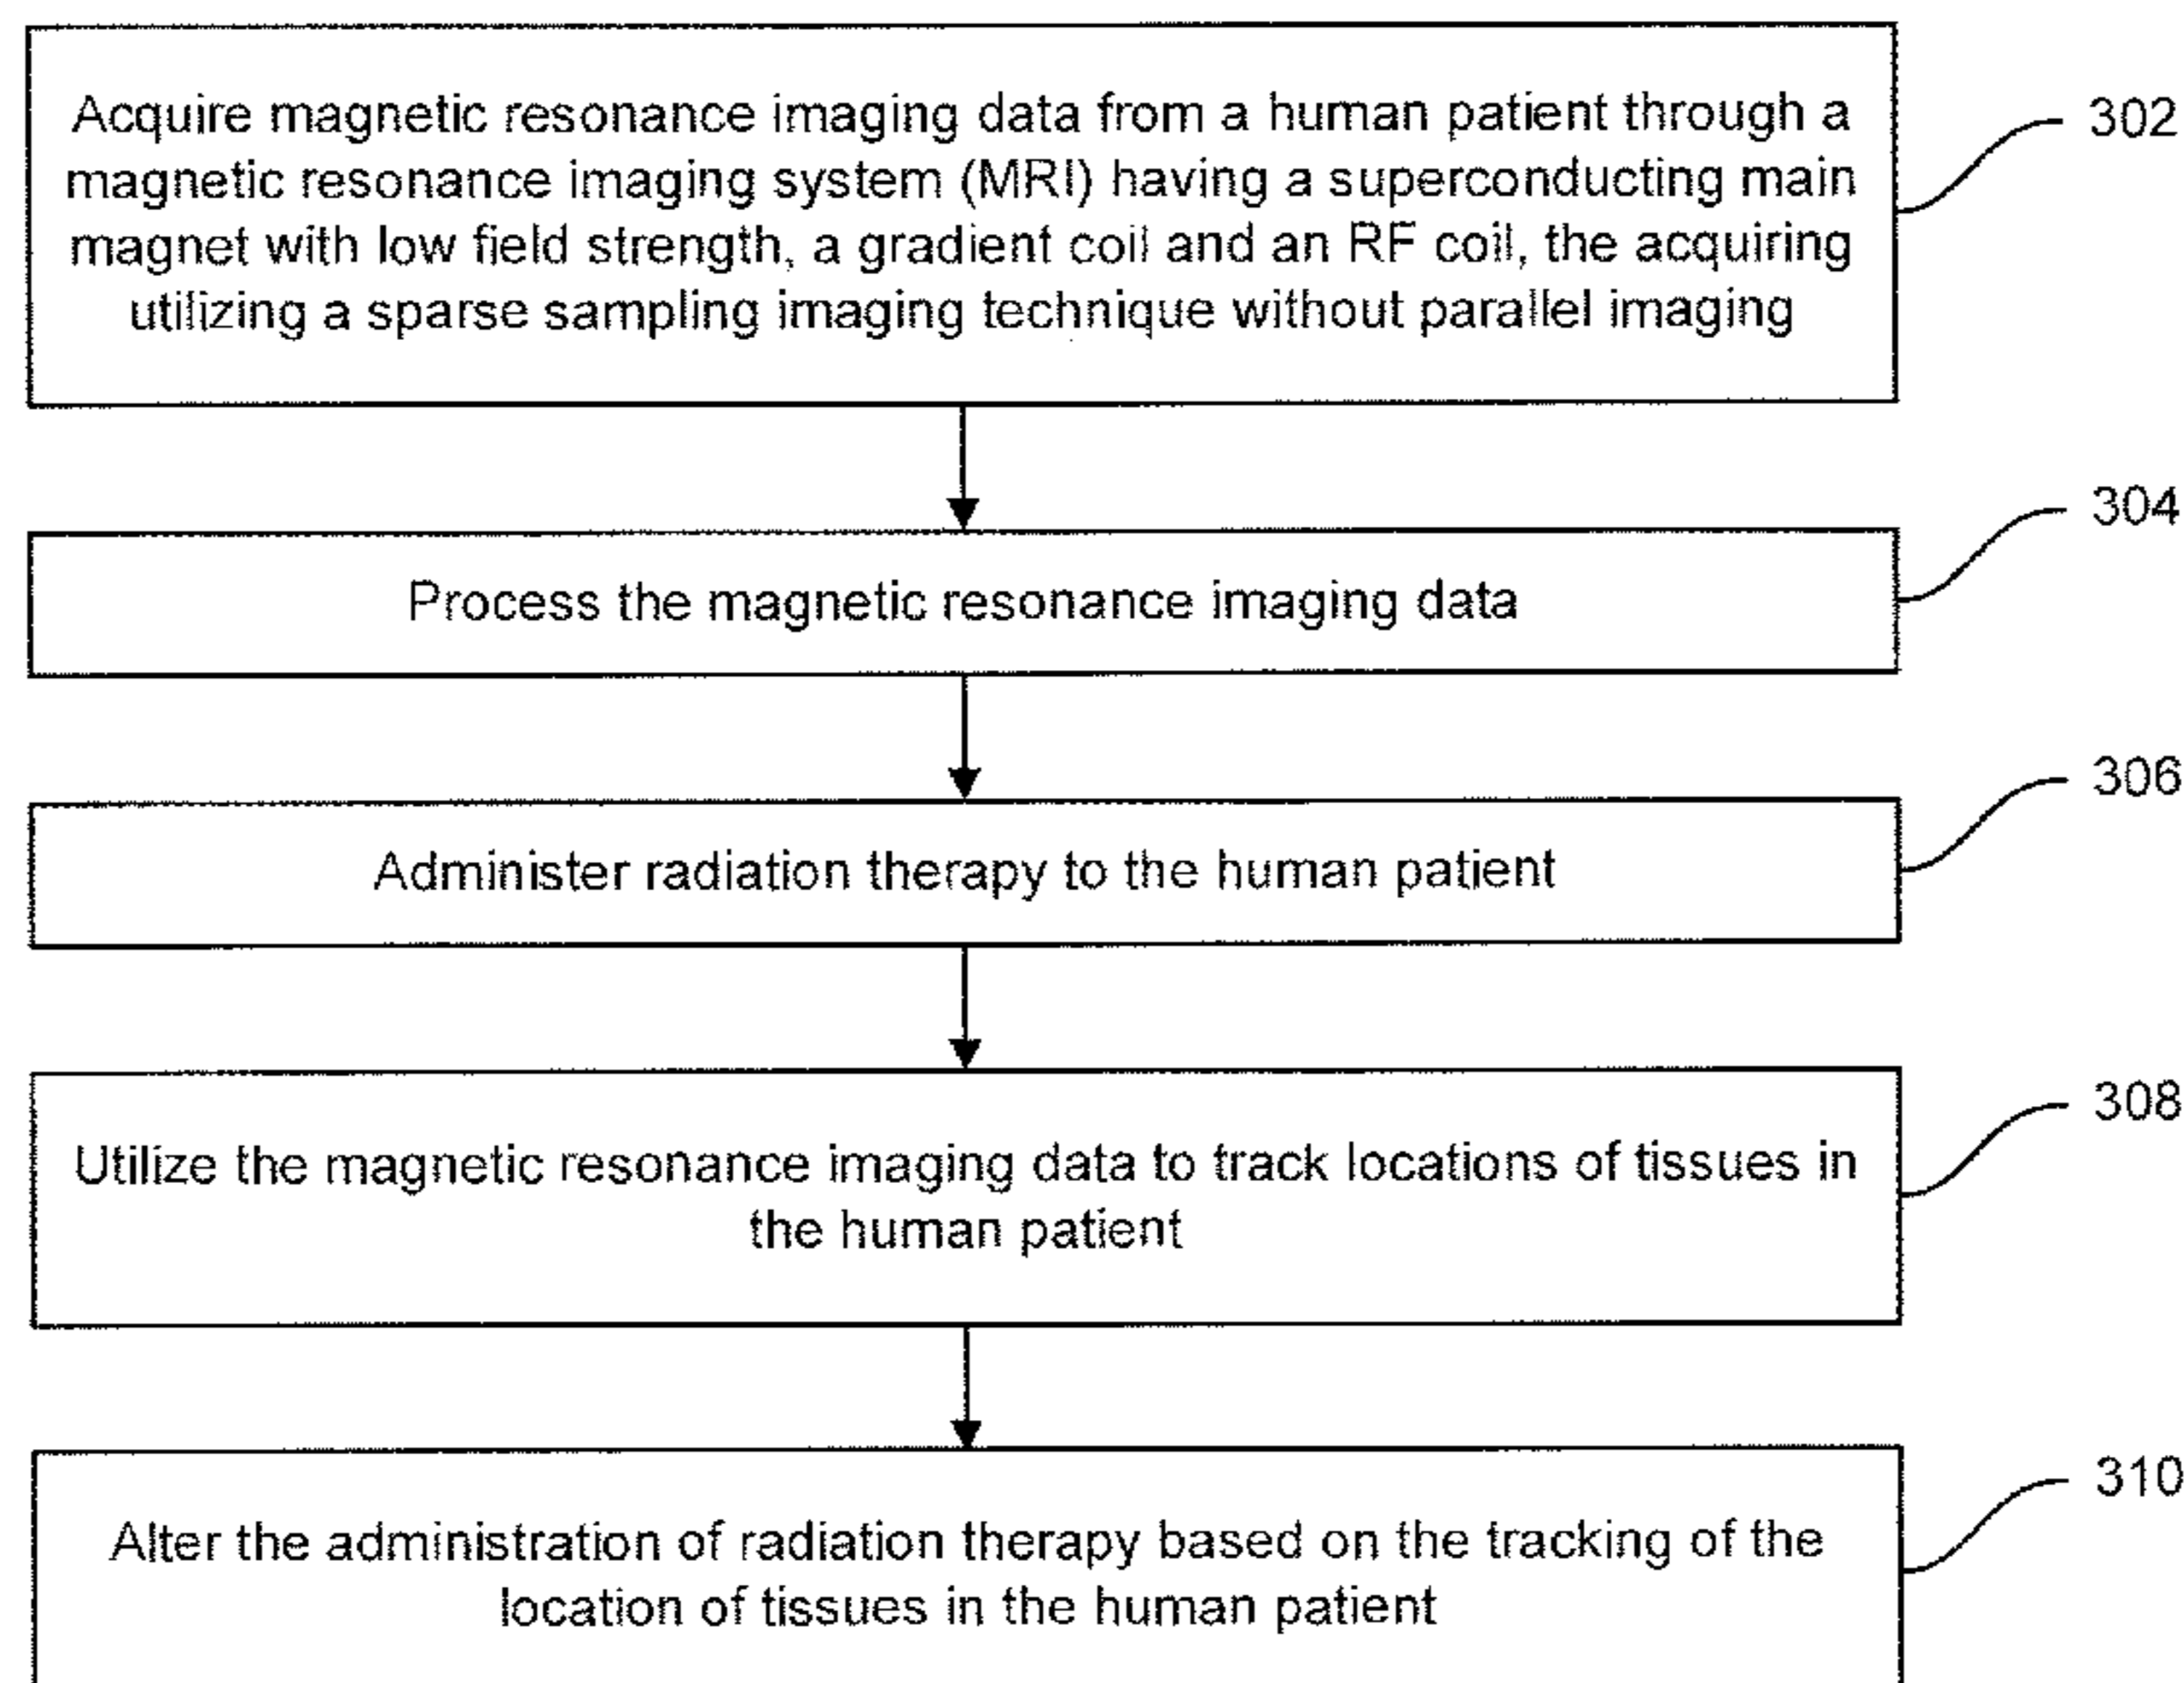 Acquire magnetic resonance imaging data from a human patient through a
302
magnetic resonance imaging system (MRI) having a superconducting main
magnet with low field strength, a gradient coil and an RF coil, the acquiring
utilizing a sparse sampling imaging technique without parallel imaging
304
Process the magnetic resonance imaging data
306
Administer radiation therapy to the human patient
308
Utilize the magnetic resonance imaging data to track locations of tissues in
the human patient
310
Alter the administration of radiation therapy based on the tracking of the
location of tissues in the human patient